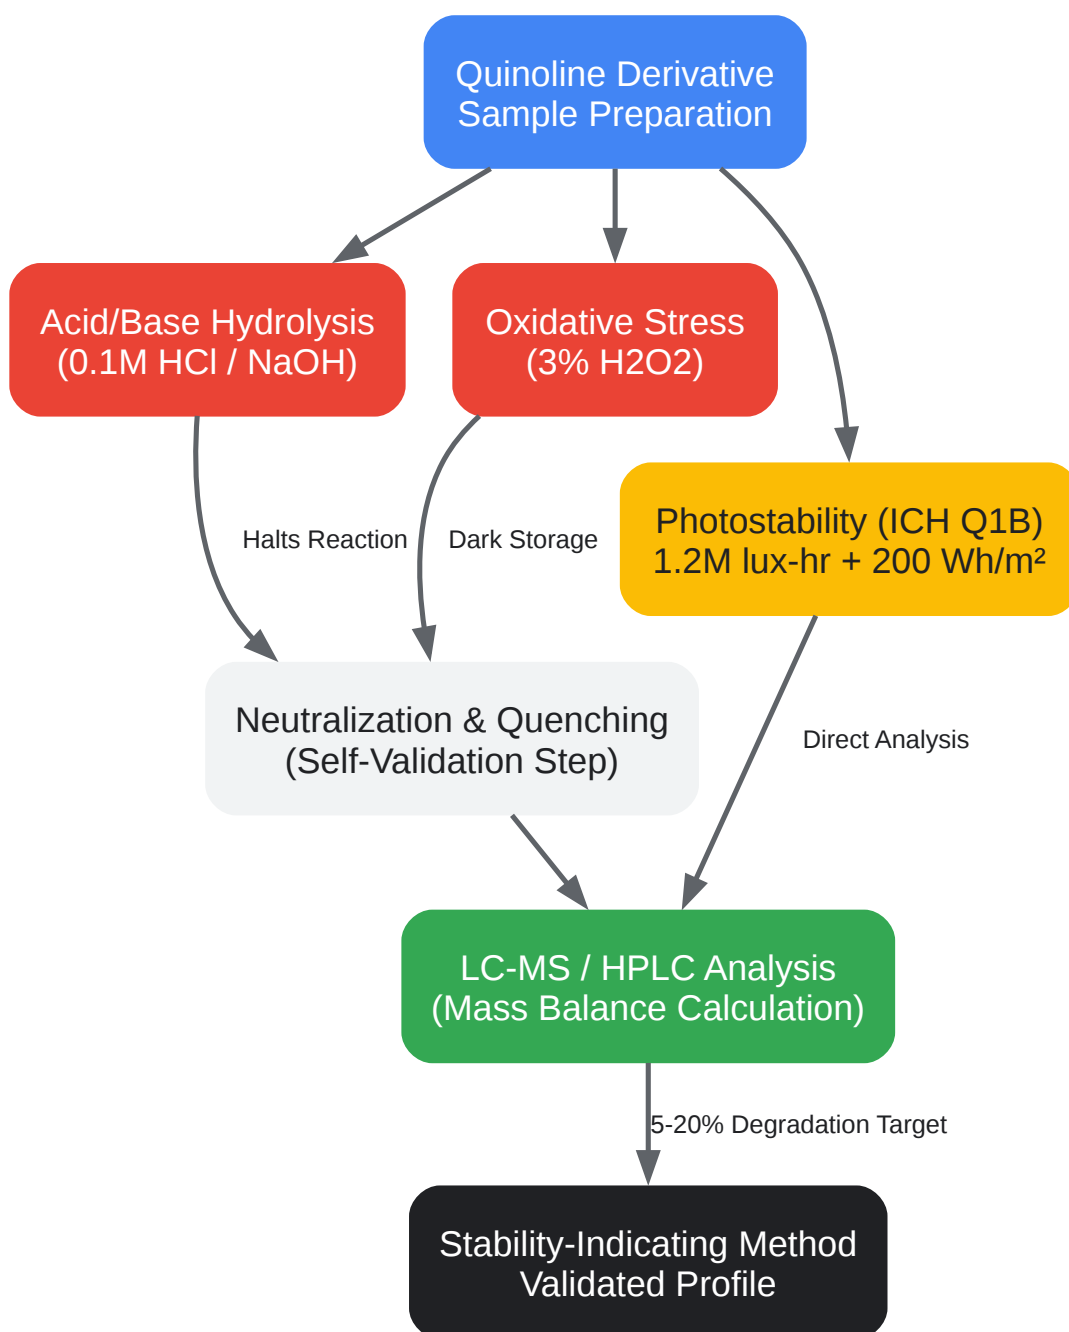 Quinoline Derivative
Sample Preparation
Acid/Base Hydrolysis
(0.1M HCl / NaOH)
Oxidative Stress
(3% H2O2)
Photostability (ICH Q1B)
1.2M lux-hr + 200 Wh/m²
Halts Reaction
Dark Storage
Neutralization & Quenching
(Self-Validation Step)
Direct Analysis
LC-MS / HPLC Analysis
(Mass Balance Calculation)
5-20% Degradation Target
Stability-Indicating Method
Validated Profile